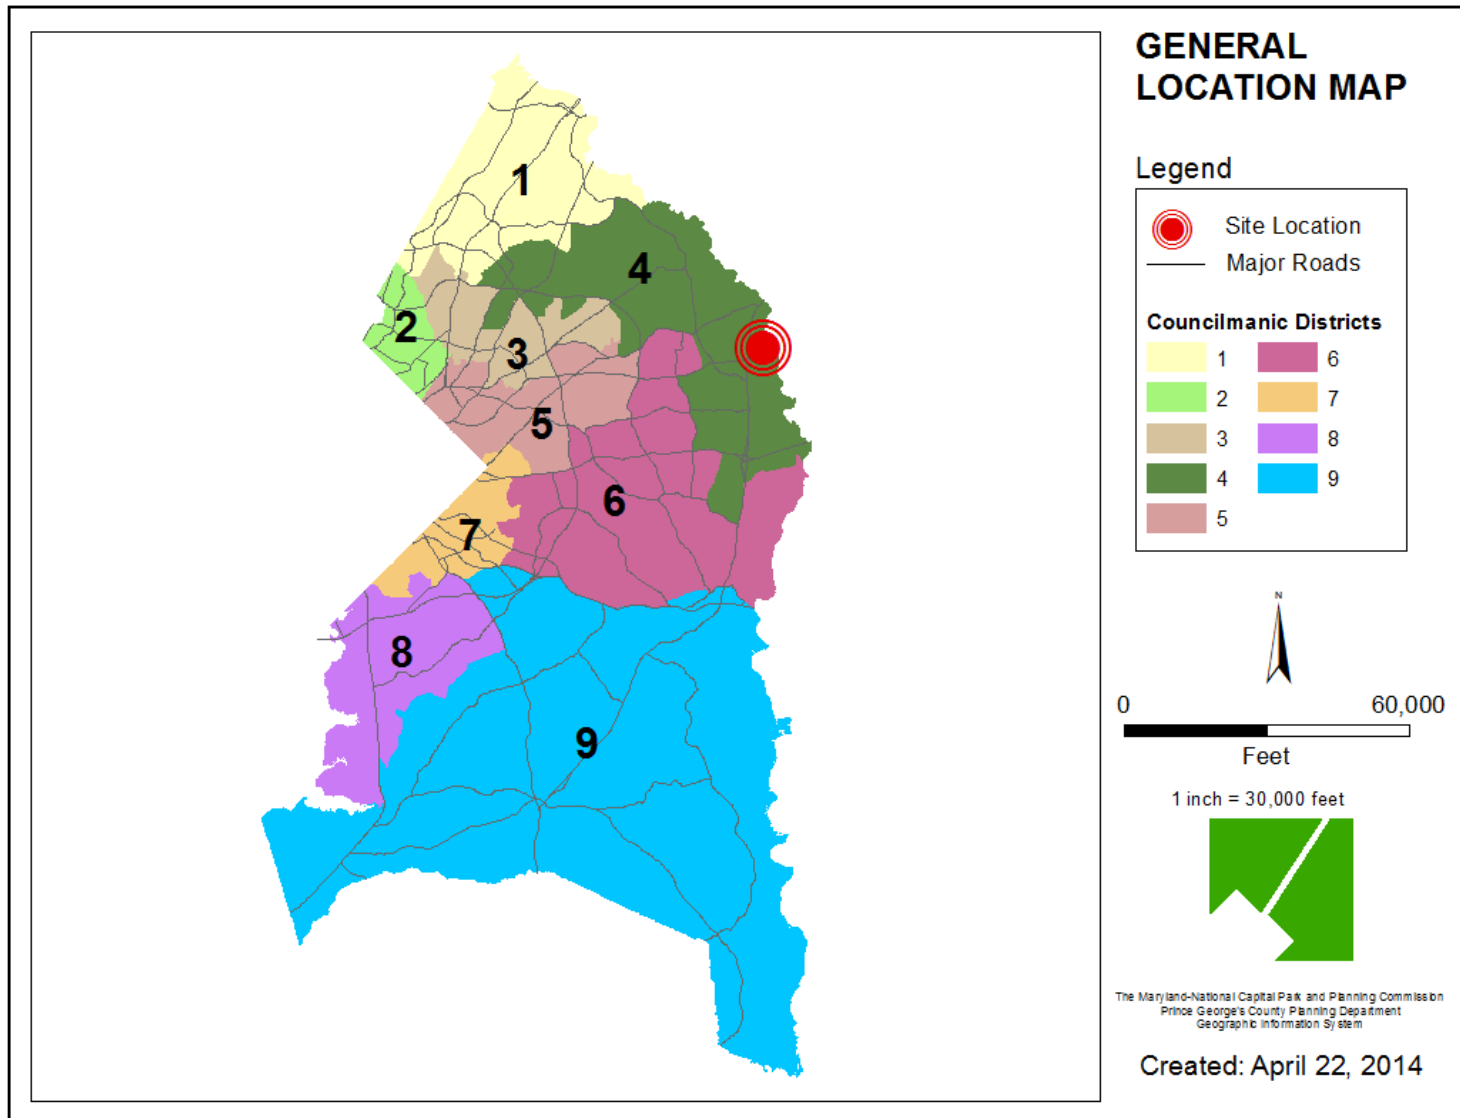 GENERAL
LOCATION MAP
Legend
Site Location
Major Roads
Councilmanic Districts
1 6
2 7
3 8
4 9
5
1
2
3
4
5
6
7
8
9
N
0 60,000
Feet
1 inch = 30,000 feet
The Maryland-National Capital Park and Planning Commission
Prince George's County Planning Department
Geographic Information System
Created: April 22, 2014